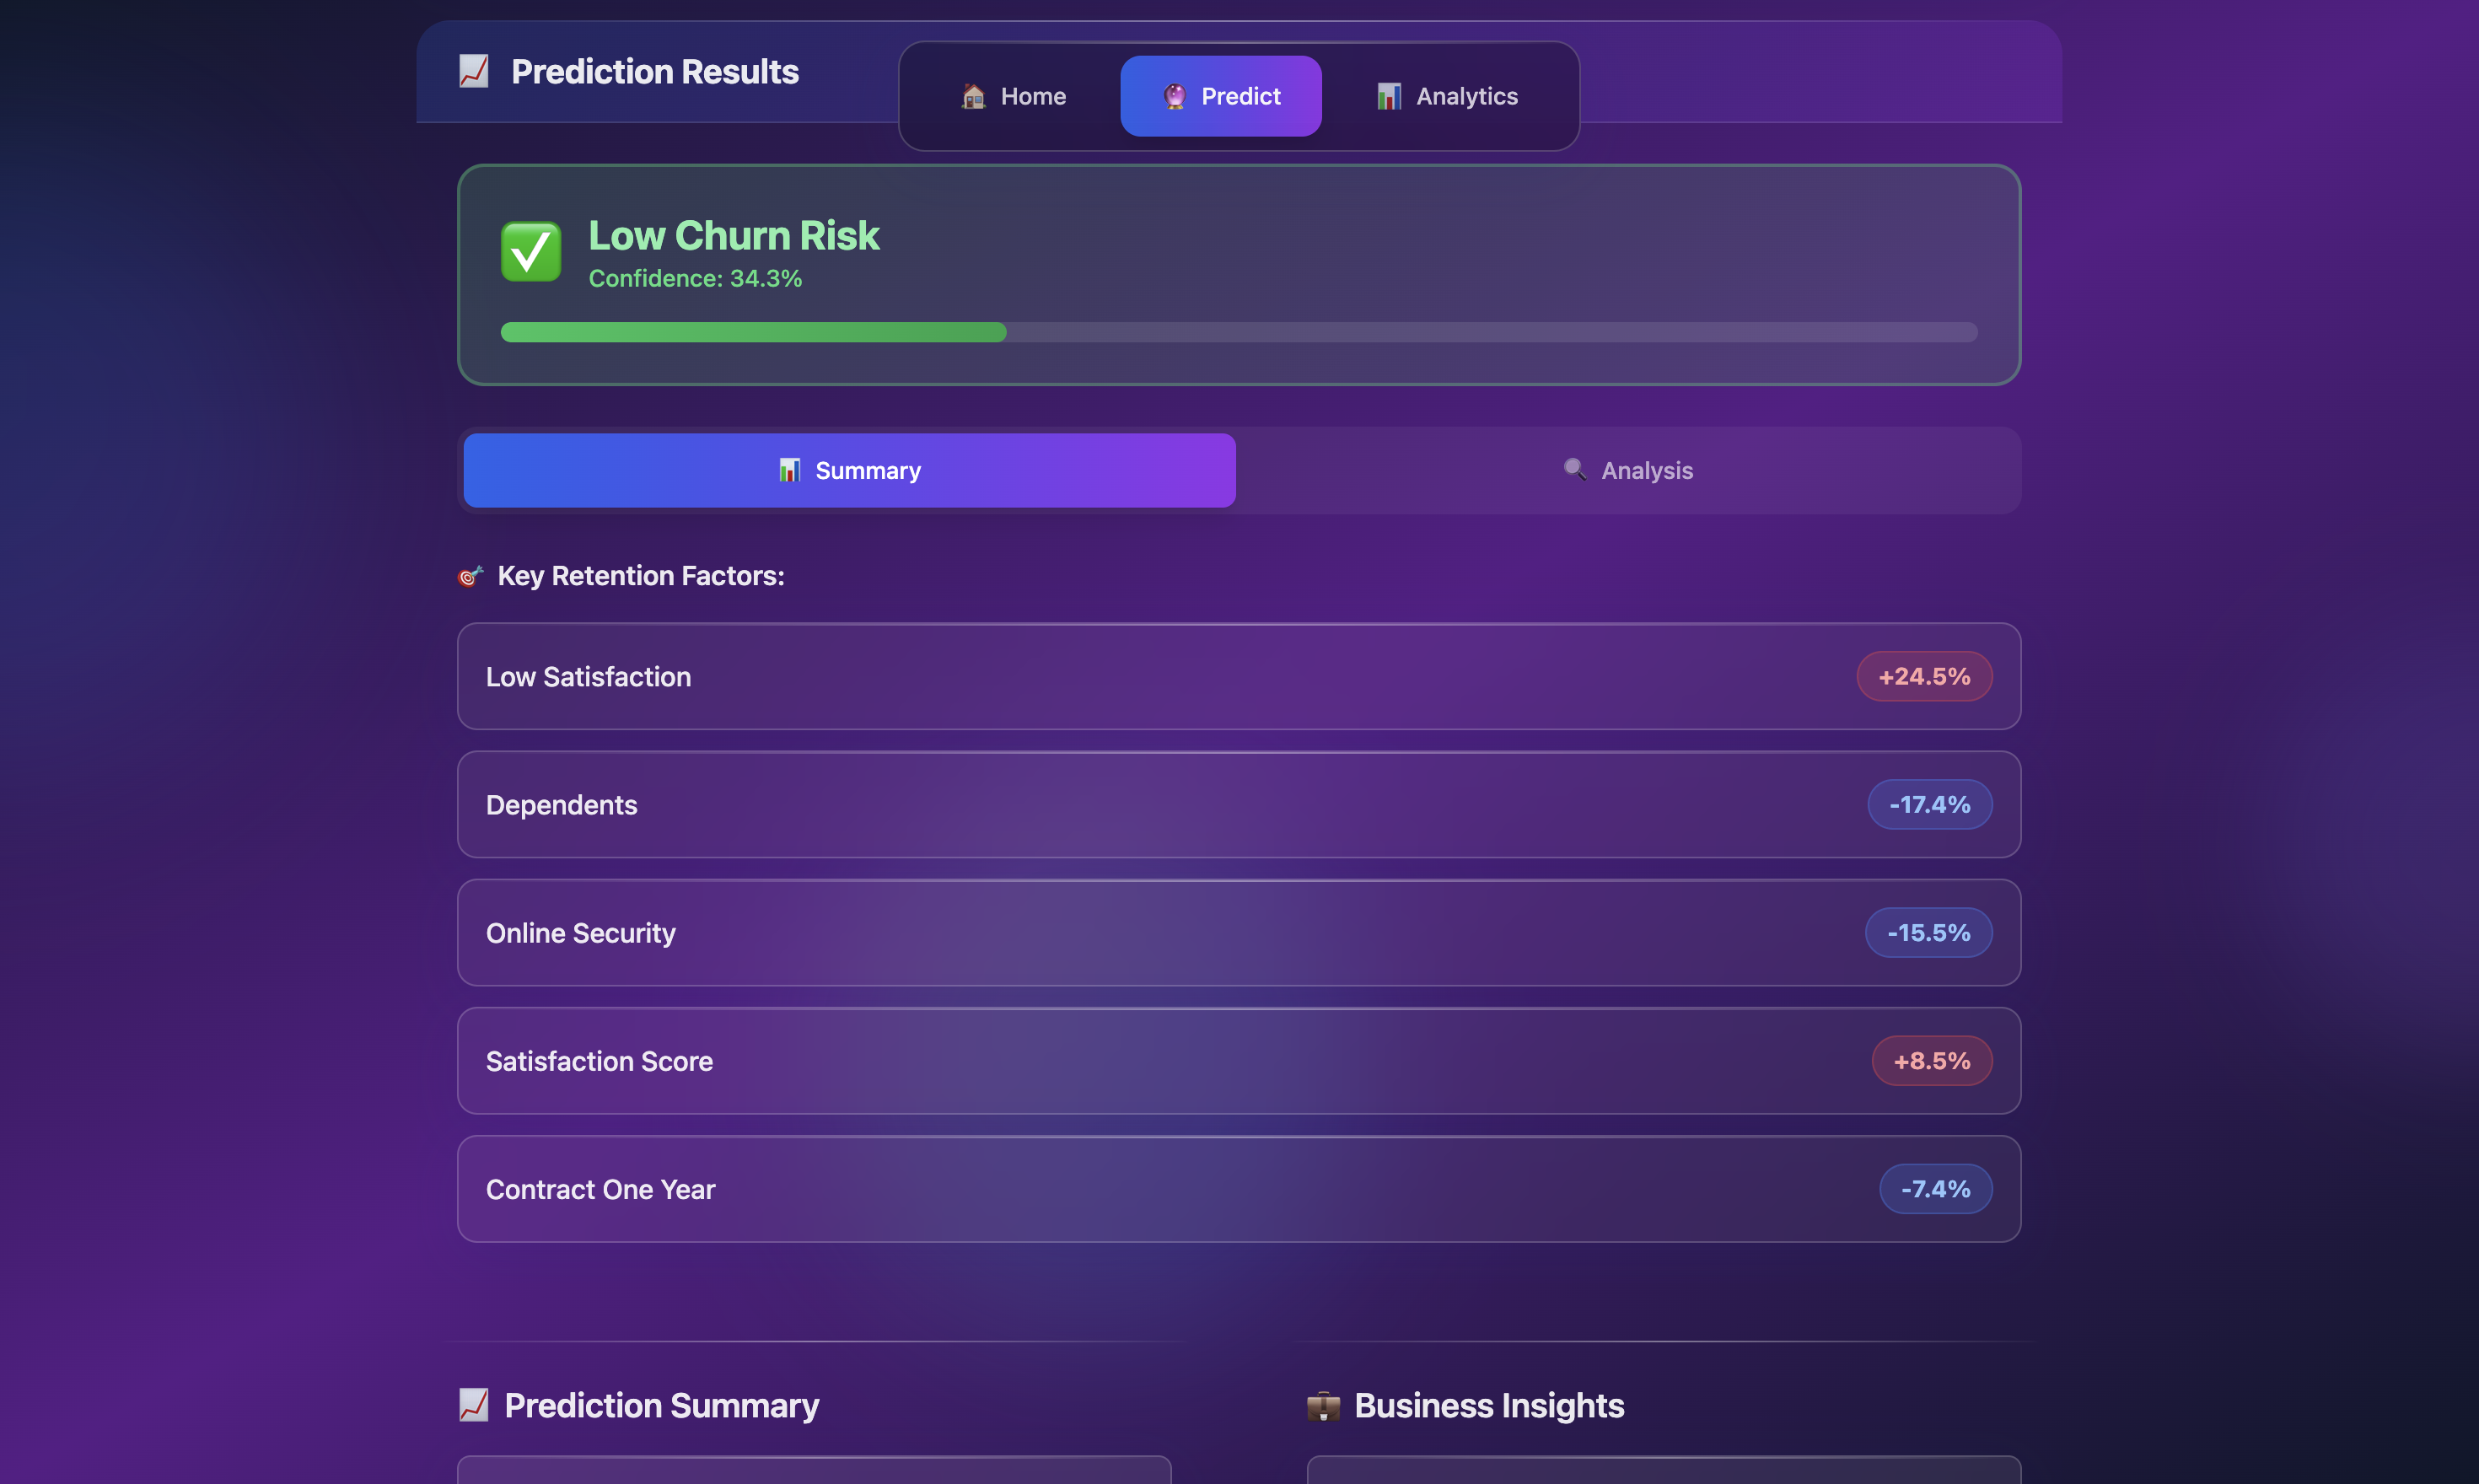 Prediction Results
Home
Predict
Analytics
Low Churn Risk
Confidence: 34.3%
Summary
Analysis
Key Retention Factors:
Low Satisfaction
+24.5%
Dependents
-17.4%
Online Security
-15.5%
Satisfaction Score
+8.5%
Contract One Year
-7.4%
Prediction Summary
Business Insights